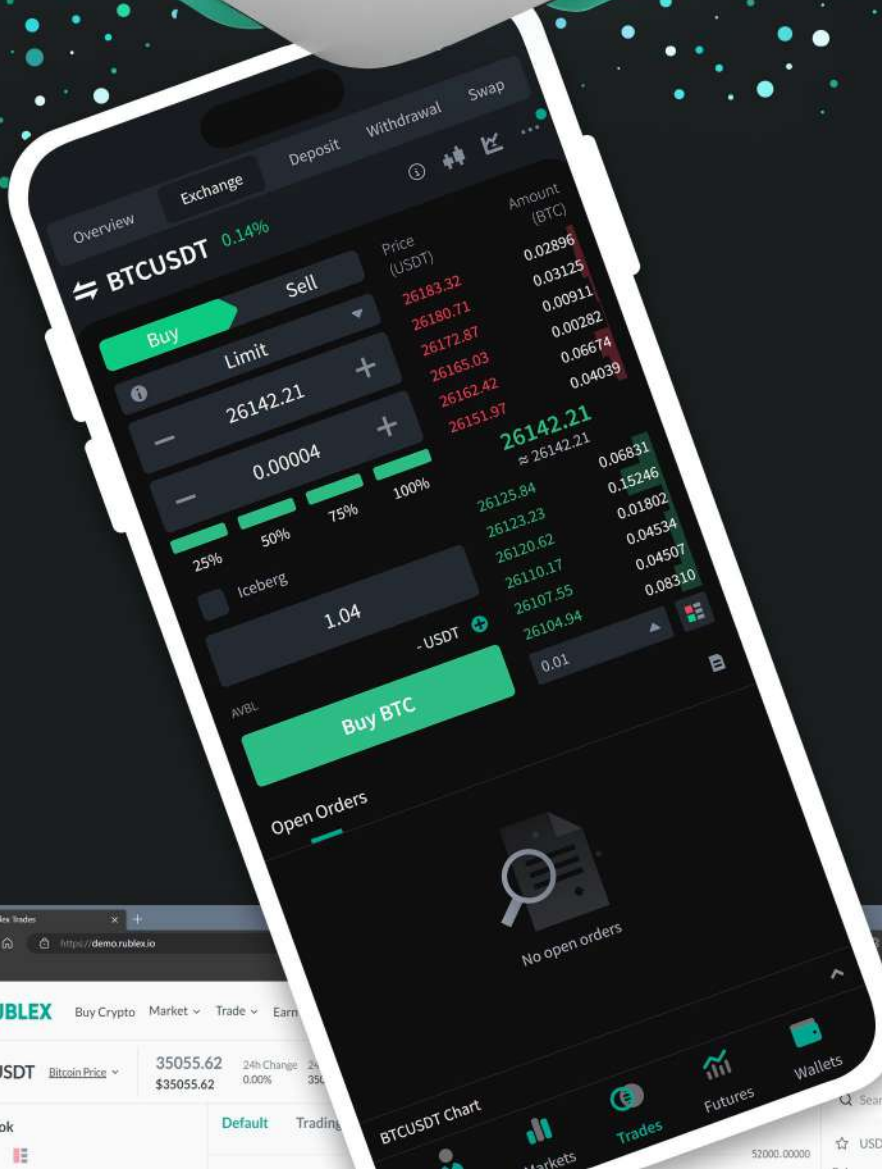 Overview Exchange Deposit Withdrawal Swap
BTCUSDT 0.14%
Buy Sell
Limit
26142.21
0.00004
25% 50% 75% 100%
Iceberg
1.04
AVBL - USDT
Buy BTC
Price Amount
(USDT) (BTC)
26183.32 0.02896
26180.71 0.03125
26172.87 0.00911
26165.03 0.00282
26162.42 0.06674
26151.97 0.04039
26142.21
≈ 26142.21
26125.84 0.06831
26123.23 0.15246
26120.62 0.01802
26110.17 0.04534
26107.55 0.04507
26104.94 0.08310
0.01
Open Orders
No open orders
BTCUSDT Chart
Markets Trades Futures Wallets
Trades
https://demo.rublex.io
UBLEX Buy Crypto Market Trade Earn
USDT Bitcoin Price 35055.62 24h Change
$35055.62 0.00%
Default Trading
52000.00000 USD